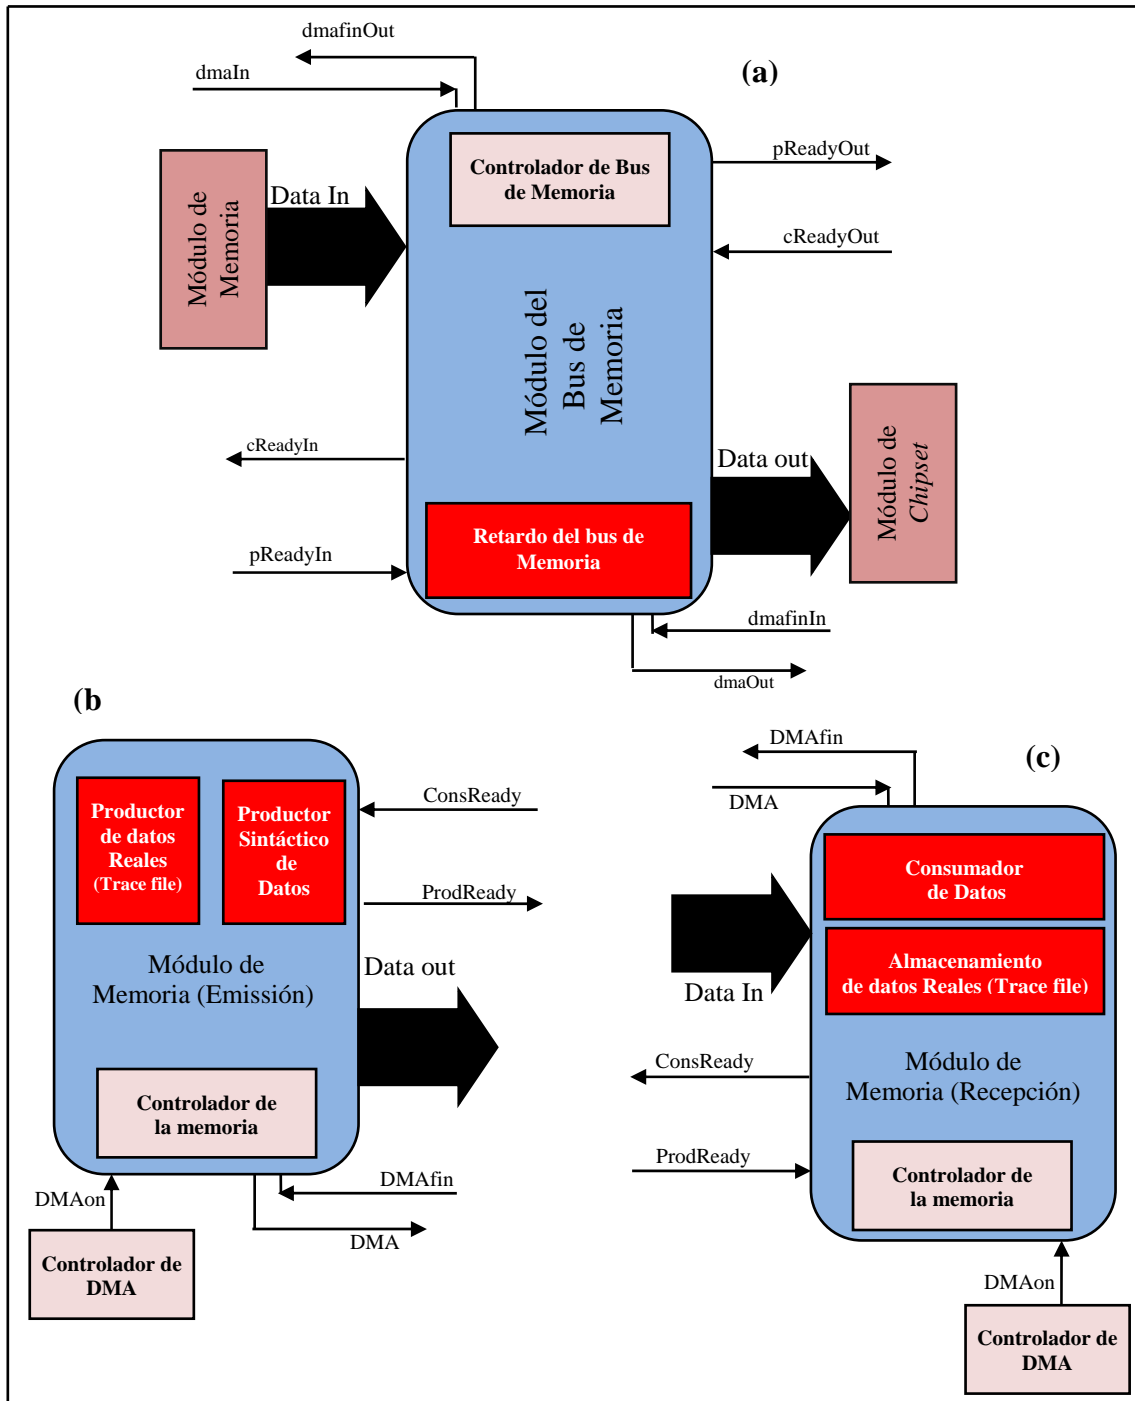 dmafinOut
dmaIn
(a)
Controlador de Bus
de Memoria
pReadyOut
Módulo de
Memoria
Data In
cReadyOut
Módulo del
Bus de
Memoria
cReadyIn
Data out
Módulo de
Chipset
Retardo del bus de
Memoria
pReadyIn
dmafinIn
dmaOut
(b
Productor
de datos
Reales
(Trace file)
Productor
Sintáctico
de
Datos
ConsReady
ProdReady
Módulo de
Memoria (Emissión)
Data out
Controlador de
la memoria
DMAfin
DMAon
DMA
Controlador de
DMA
DMAfin
(c)
DMA
Consumador
de Datos
Almacenamiento
de datos Reales (Trace file)
Data In
ConsReady
Módulo de
Memoria (Recepción)
ProdReady
Controlador de
la memoria
DMAon
Controlador de
DMA